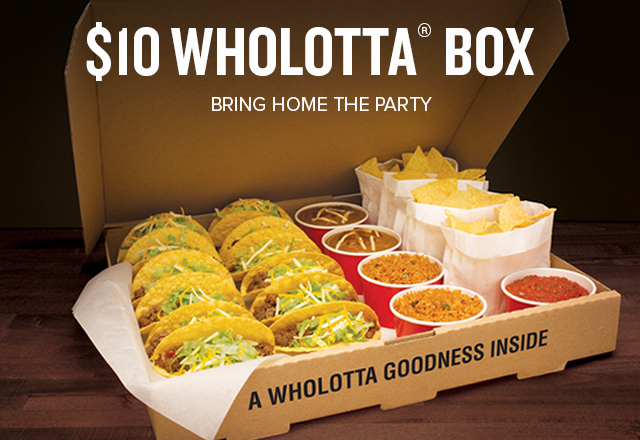 $10 WHOLOTTA® BOX
BRING HOME THE PARTY
A WHOLOTTA GOODNESS INSIDE